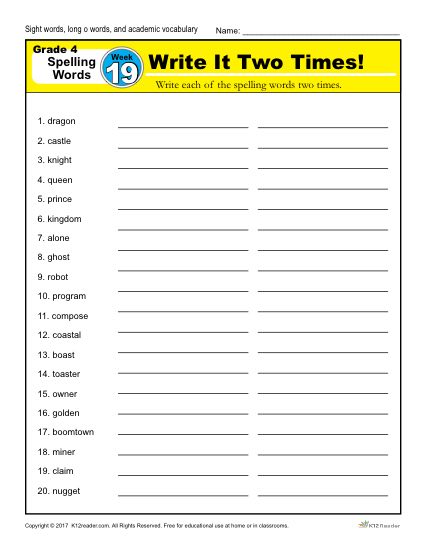 Sight words, long o words, and academic vocabulary
Name:
Grade 4
Spelling
Words
Week
19
Write It Two Times!
Write each of the spelling words two times.
1. dragon
2. castle
3. knight
4. queen
5. prince
6. kingdom
7. alone
8. ghost
9. robot
10. program
11. compose
12. coastal
13. boast
14. toaster
15. owner
16. golden
17. boomtown
18. miner
19. claim
20. nugget
Copyright © 2017 K12reader.com. All Rights Reserved. Free for educational use at home or in classrooms.
K12Reader